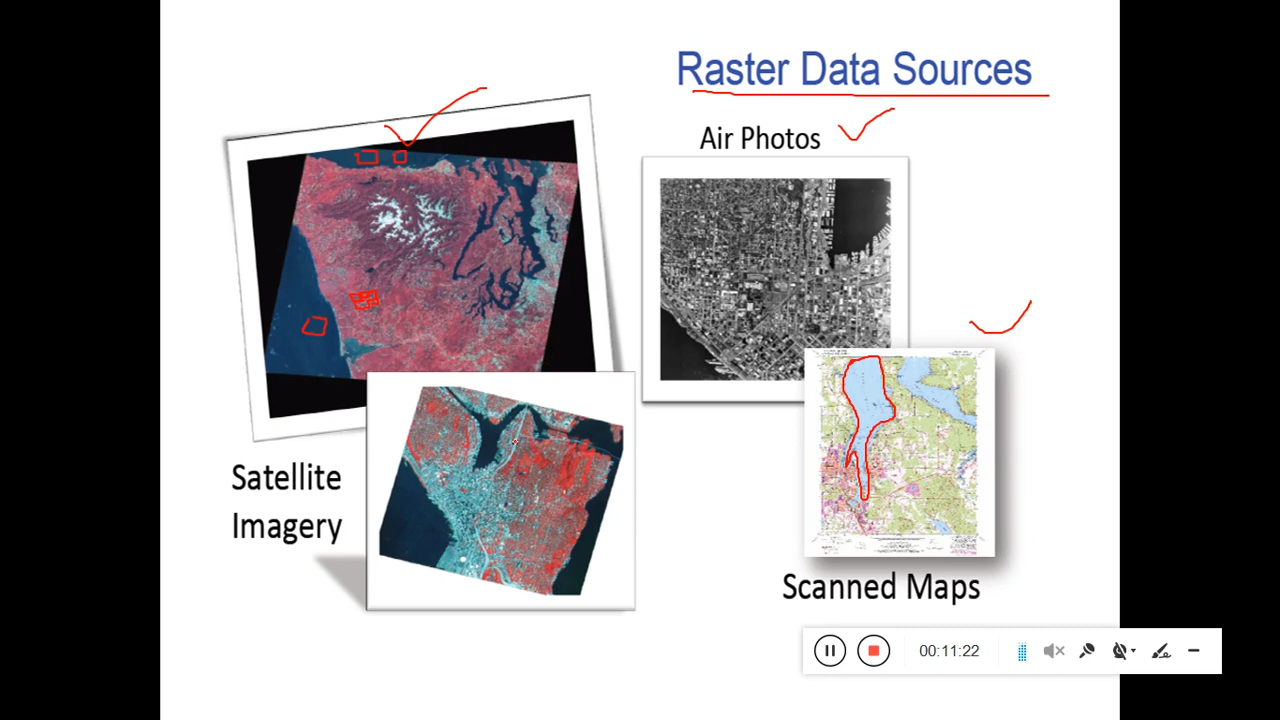 Raster Data Sources
Air Photos
Satellite
Imagery
Scanned Maps
00:11:22